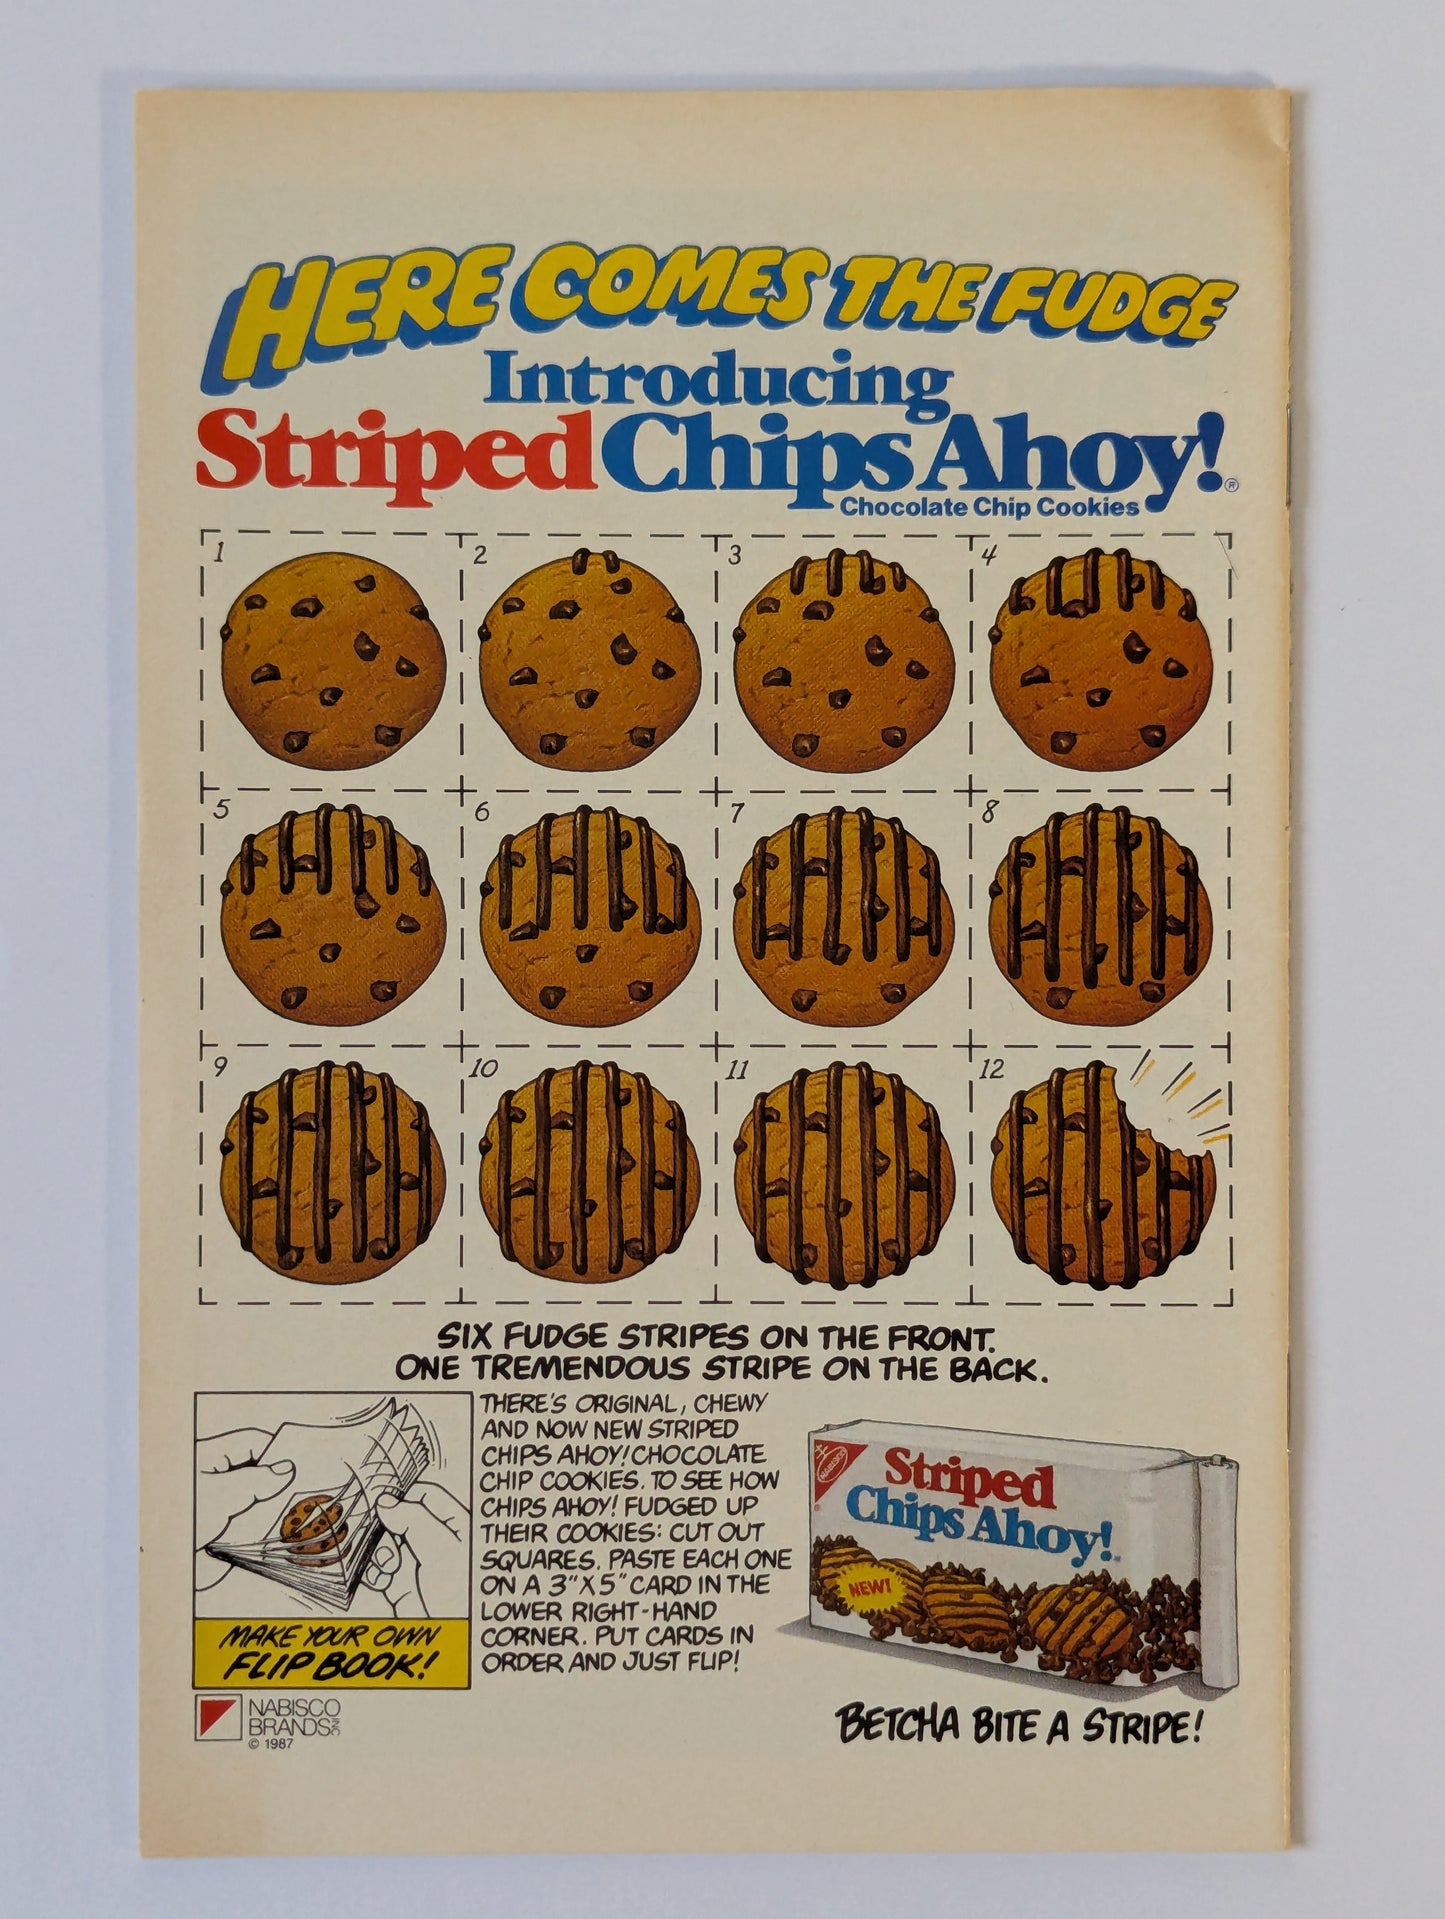 HERE COMES THE FUDGE
Introducing
Striped Chips Ahoy!®
Chocolate Chip Cookies
1
2
3
4
5
6
7
8
9
10
11
12
SIX FUDGE STRIPES ON THE FRONT.
ONE TREMENDOUS STRIPE ON THE BACK.
MAKE YOUR OWN
FLIP BOOK!
THERE'S ORIGINAL, CHEWY
AND NOW NEW STRIPED
CHIPS AHOY! CHOCOLATE
CHIP COOKIES. TO SEE HOW
CHIPS AHOY! FUDGED UP
THEIR COOKIES: CUT OUT
SQUARES. PASTE EACH ONE
ON A 3"X5" CARD IN THE
LOWER RIGHT-HAND
CORNER. PUT CARDS IN
ORDER AND JUST FLIP!
NABISCO
Striped
Chips Ahoy!
NEW!
BETCHA BITE A STRIPE!
NABISCO
BRANDS INC
© 1987